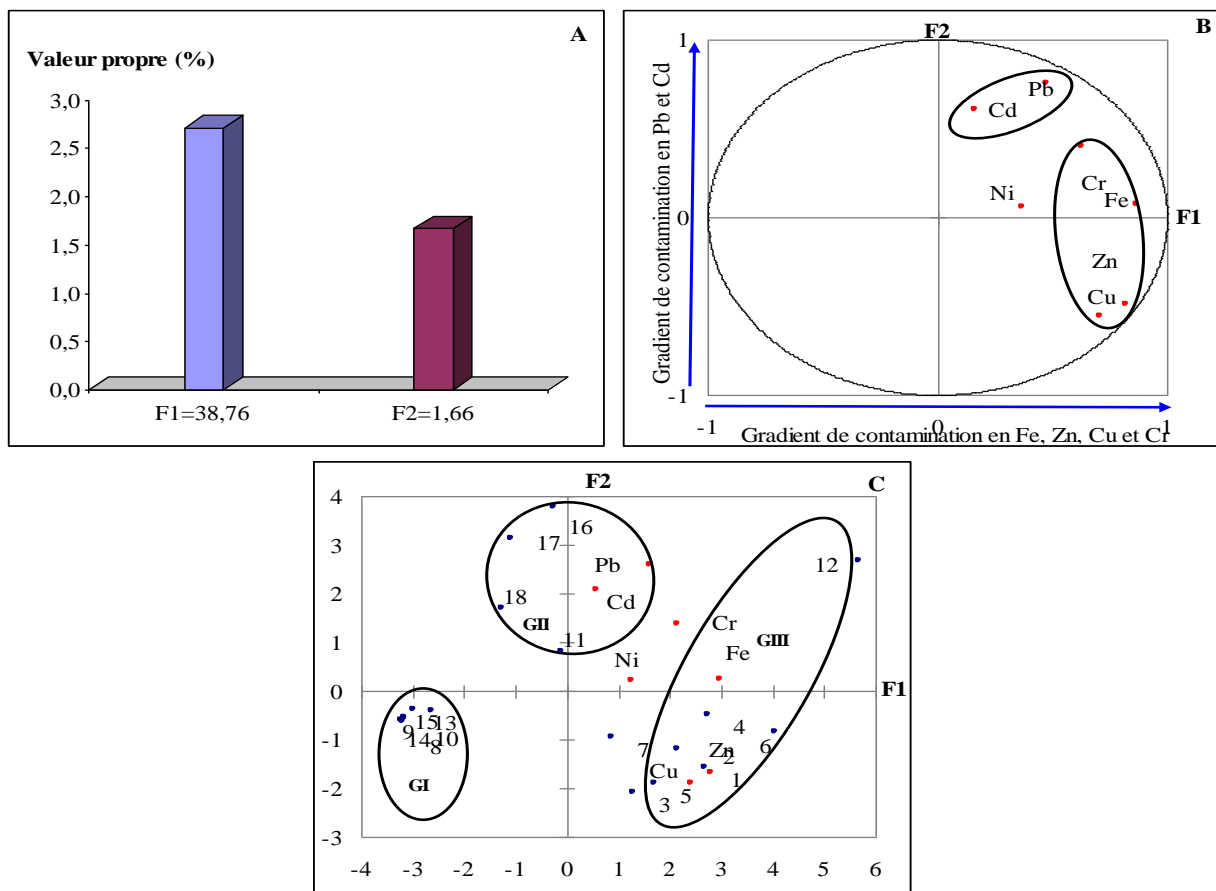 A
Valeur propre (%)
3,0
2,5
2,0
1,5
1,0
0,5
0,0
F1=38,76
F2=1,66
B
F2
1
0
-1
Gradient de contamination en Pb et Cd
Pb
Cd
Cr
Ni
Fe
F1
Zn
Cu
-1
0
1
Gradient de contamination en Fe, Zn, Cu et Cr
C
F2
4
3
2
1
0
-1
-2
-3
16
17
12
Pb
18
Cd
GII
Cr
11
GIII
Ni
Fe
F1
15
13
9
14
10
8
4
7
Zn
6
2
Cu
GI
1
5
3
-4
-3
-2
-1
0
1
2
3
4
5
6